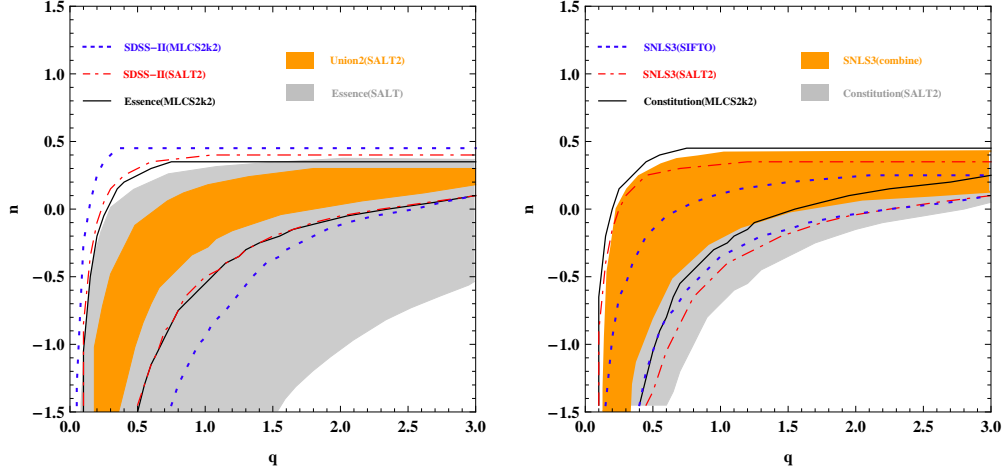 SDSS-II(MLCS2k2)
SDSS-II(SALT2)
Essence(MLCS2k2)
Union2(SALT2)
Essence(SALT)
1.5
1.0
0.5
0.0
-0.5
-1.0
-1.5
n
0.0 0.5 1.0 1.5 2.0 2.5 3.0
q
SNLS3(SIFTO)
SNLS3(SALT2)
Constitution(MLCS2k2)
SNLS3(combine)
Constitution(SALT2)
1.5
1.0
0.5
0.0
-0.5
-1.0
-1.5
n
0.0 0.5 1.0 1.5 2.0 2.5 3.0
q